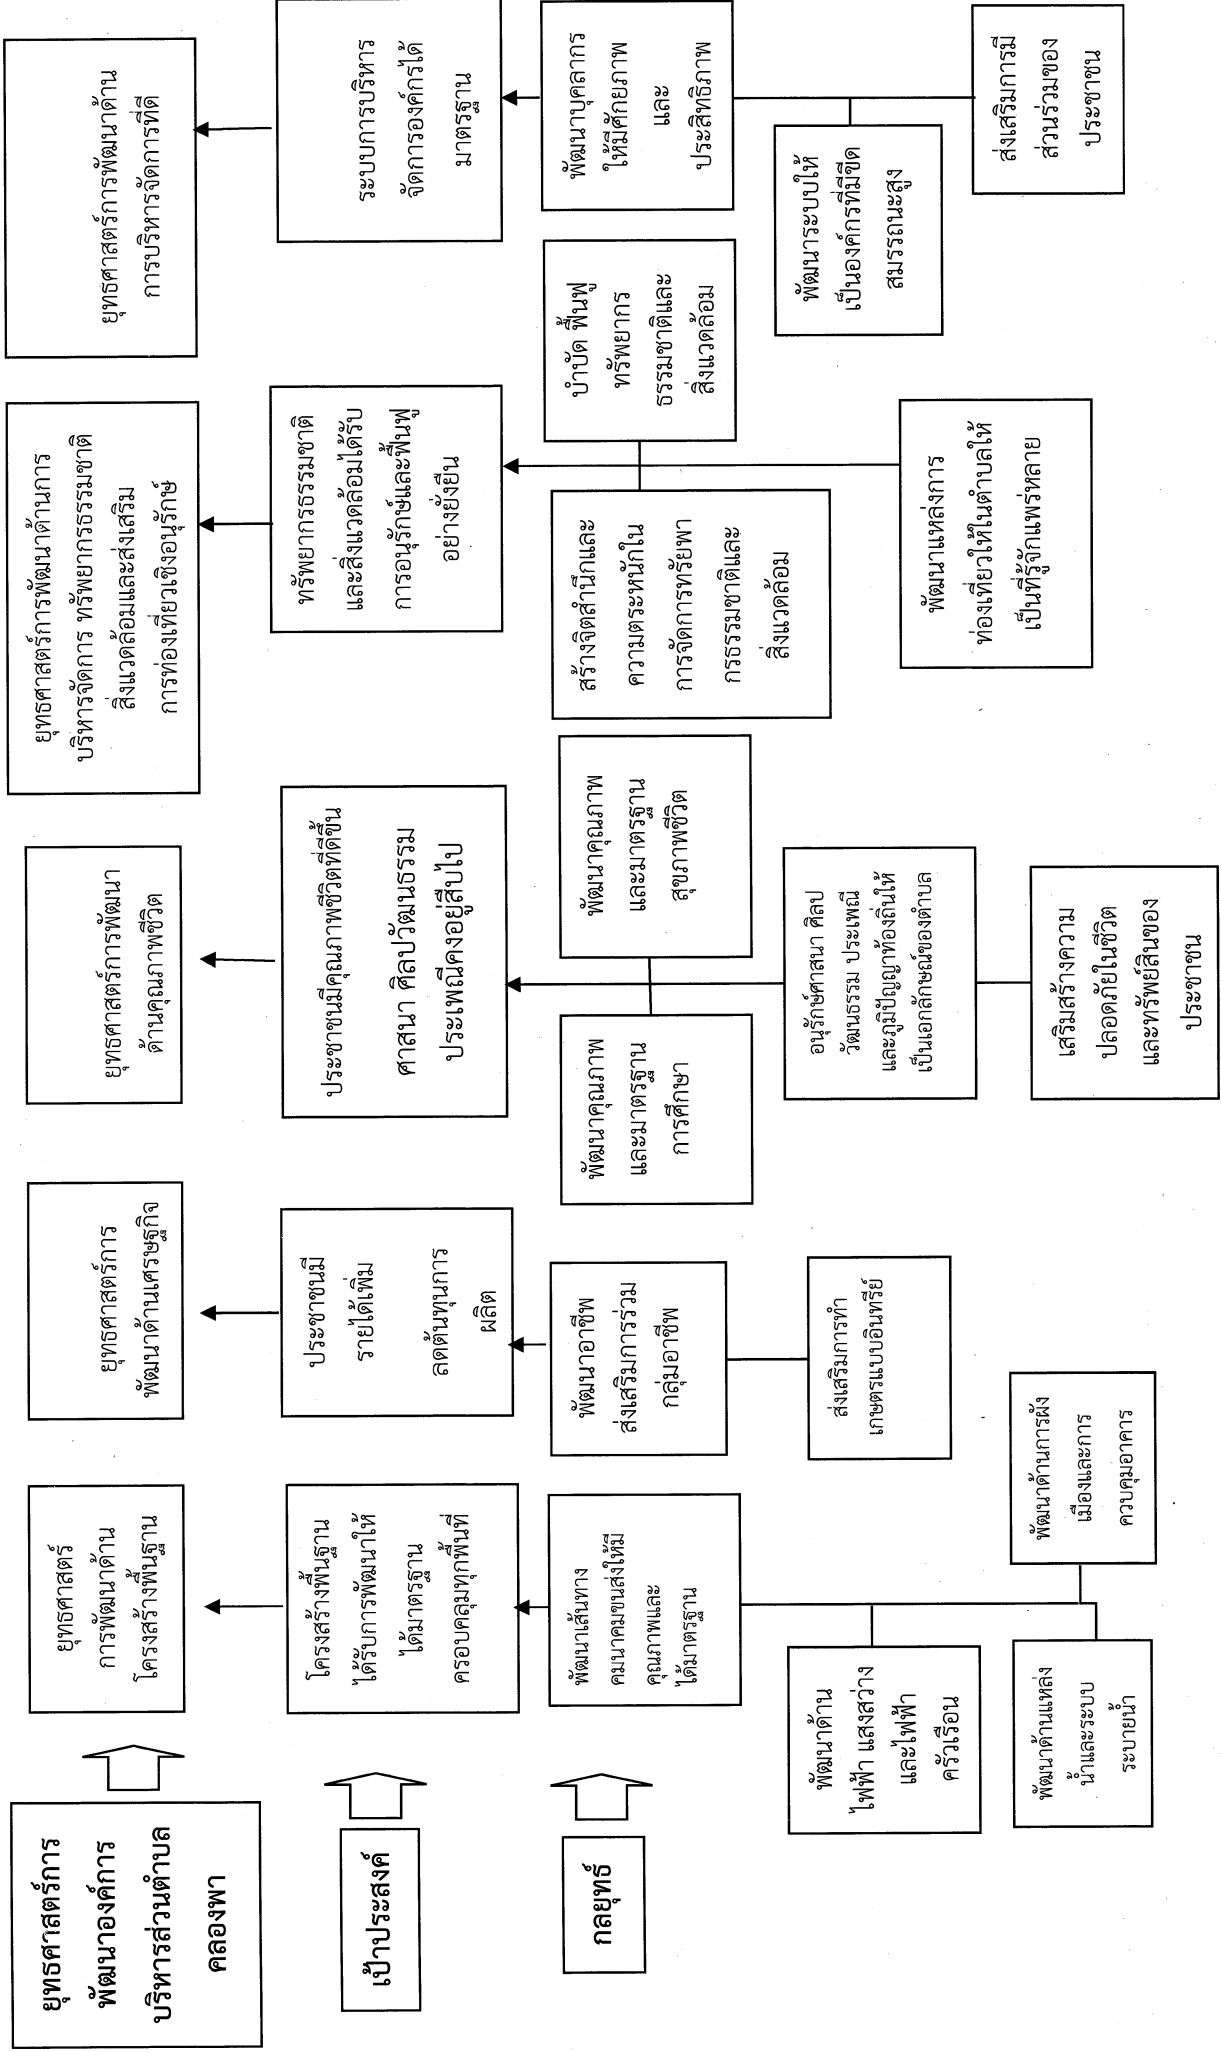 ยุทธศาสตร์การ
พัฒนาองค์การ
บริหารส่วนตำบล
คลองพา
ยุทธศาสตร์
การพัฒนาด้าน
โครงสร้างพื้นฐาน
ยุทธศาสตร์การ
พัฒนาด้านเศรษฐกิจ
ยุทธศาสตร์การพัฒนา
ด้านคุณภาพชีวิต
ยุทธศาสตร์การพัฒนาด้านการ
บริหารจัดการ ทรัพยากรธรรมชาติ
สิ่งแวดล้อมและส่งเสริม
การท่องเที่ยวเชิงอนุรักษ์
ยุทธศาสตร์การพัฒนาด้าน
การบริหารจัดการที่ดี
เป้าประสงค์
โครงสร้างพื้นฐาน
ได้รับการพัฒนาให้
ได้มาตรฐาน
ครอบคลุมทุกพื้นที่
ประชาชนมี
รายได้เพิ่ม
ลดต้นทุนการ
ผลิต
ประชาชนมีคุณภาพชีวิตที่ดีขึ้น
ศาสนา ศิลปวัฒนธรรม
ประเพณีคงอยู่สืบไป
ทรัพยากรธรรมชาติ
และสิ่งแวดล้อมได้รับ
การอนุรักษ์และฟื้นฟู
อย่างยั่งยืน
ระบบการบริหาร
จัดการองค์กรได้
มาตรฐาน
กลยุทธ์
พัฒนาเส้นทาง
คมนาคมขนส่งให้มี
คุณภาพและ
ได้มาตรฐาน
พัฒนาด้าน
ไฟฟ้า แสงสว่าง
และไฟฟ้า
ครัวเรือน
พัฒนาด้านแหล่ง
น้ำและระบบ
ระบายน้ำ
พัฒนาด้านการผัง
เมืองและการ
ควบคุมอาคาร
พัฒนาอาชีพ
ส่งเสริมการร่วม
กลุ่มอาชีพ
ส่งเสริมการทำ
เกษตรแบบอินทรีย์
พัฒนาคุณภาพ
และมาตรฐาน
การศึกษา
พัฒนาคุณภาพ
และมาตรฐาน
สุขภาพชีวิต
อนุรักษ์ศาสนา ศิลป
วัฒนธรรม ประเพณี
และภูมิปัญญาท้องถิ่นให้
เป็นเอกลักษณ์ของตำบล
เสริมสร้างความ
ปลอดภัยในชีวิต
และทรัพย์สินของ
ประชาชน
สร้างจิตสำนึกและ
ความตระหนักใน
การจัดการทรัยพา
กรธรรมชาติและ
สิ่งแวดล้อม
บำบัด ฟื้นฟู
ทรัพยากร
ธรรมชาติและ
สิ่งแวดล้อม
พัฒนาแหล่งการ
ท่องเที่ยวให้ในตำบลให้
เป็นที่รู้จักแพร่หลาย
พัฒนาบุคลากร
ให้มีศักยภาพ
และ
ประสิทธิภาพ
พัฒนาระบบให้
เป็นองค์กรที่มีขีด
สมรรถนะสูง
ส่งเสริมการมี
ส่วนร่วมของ
ประชาชน